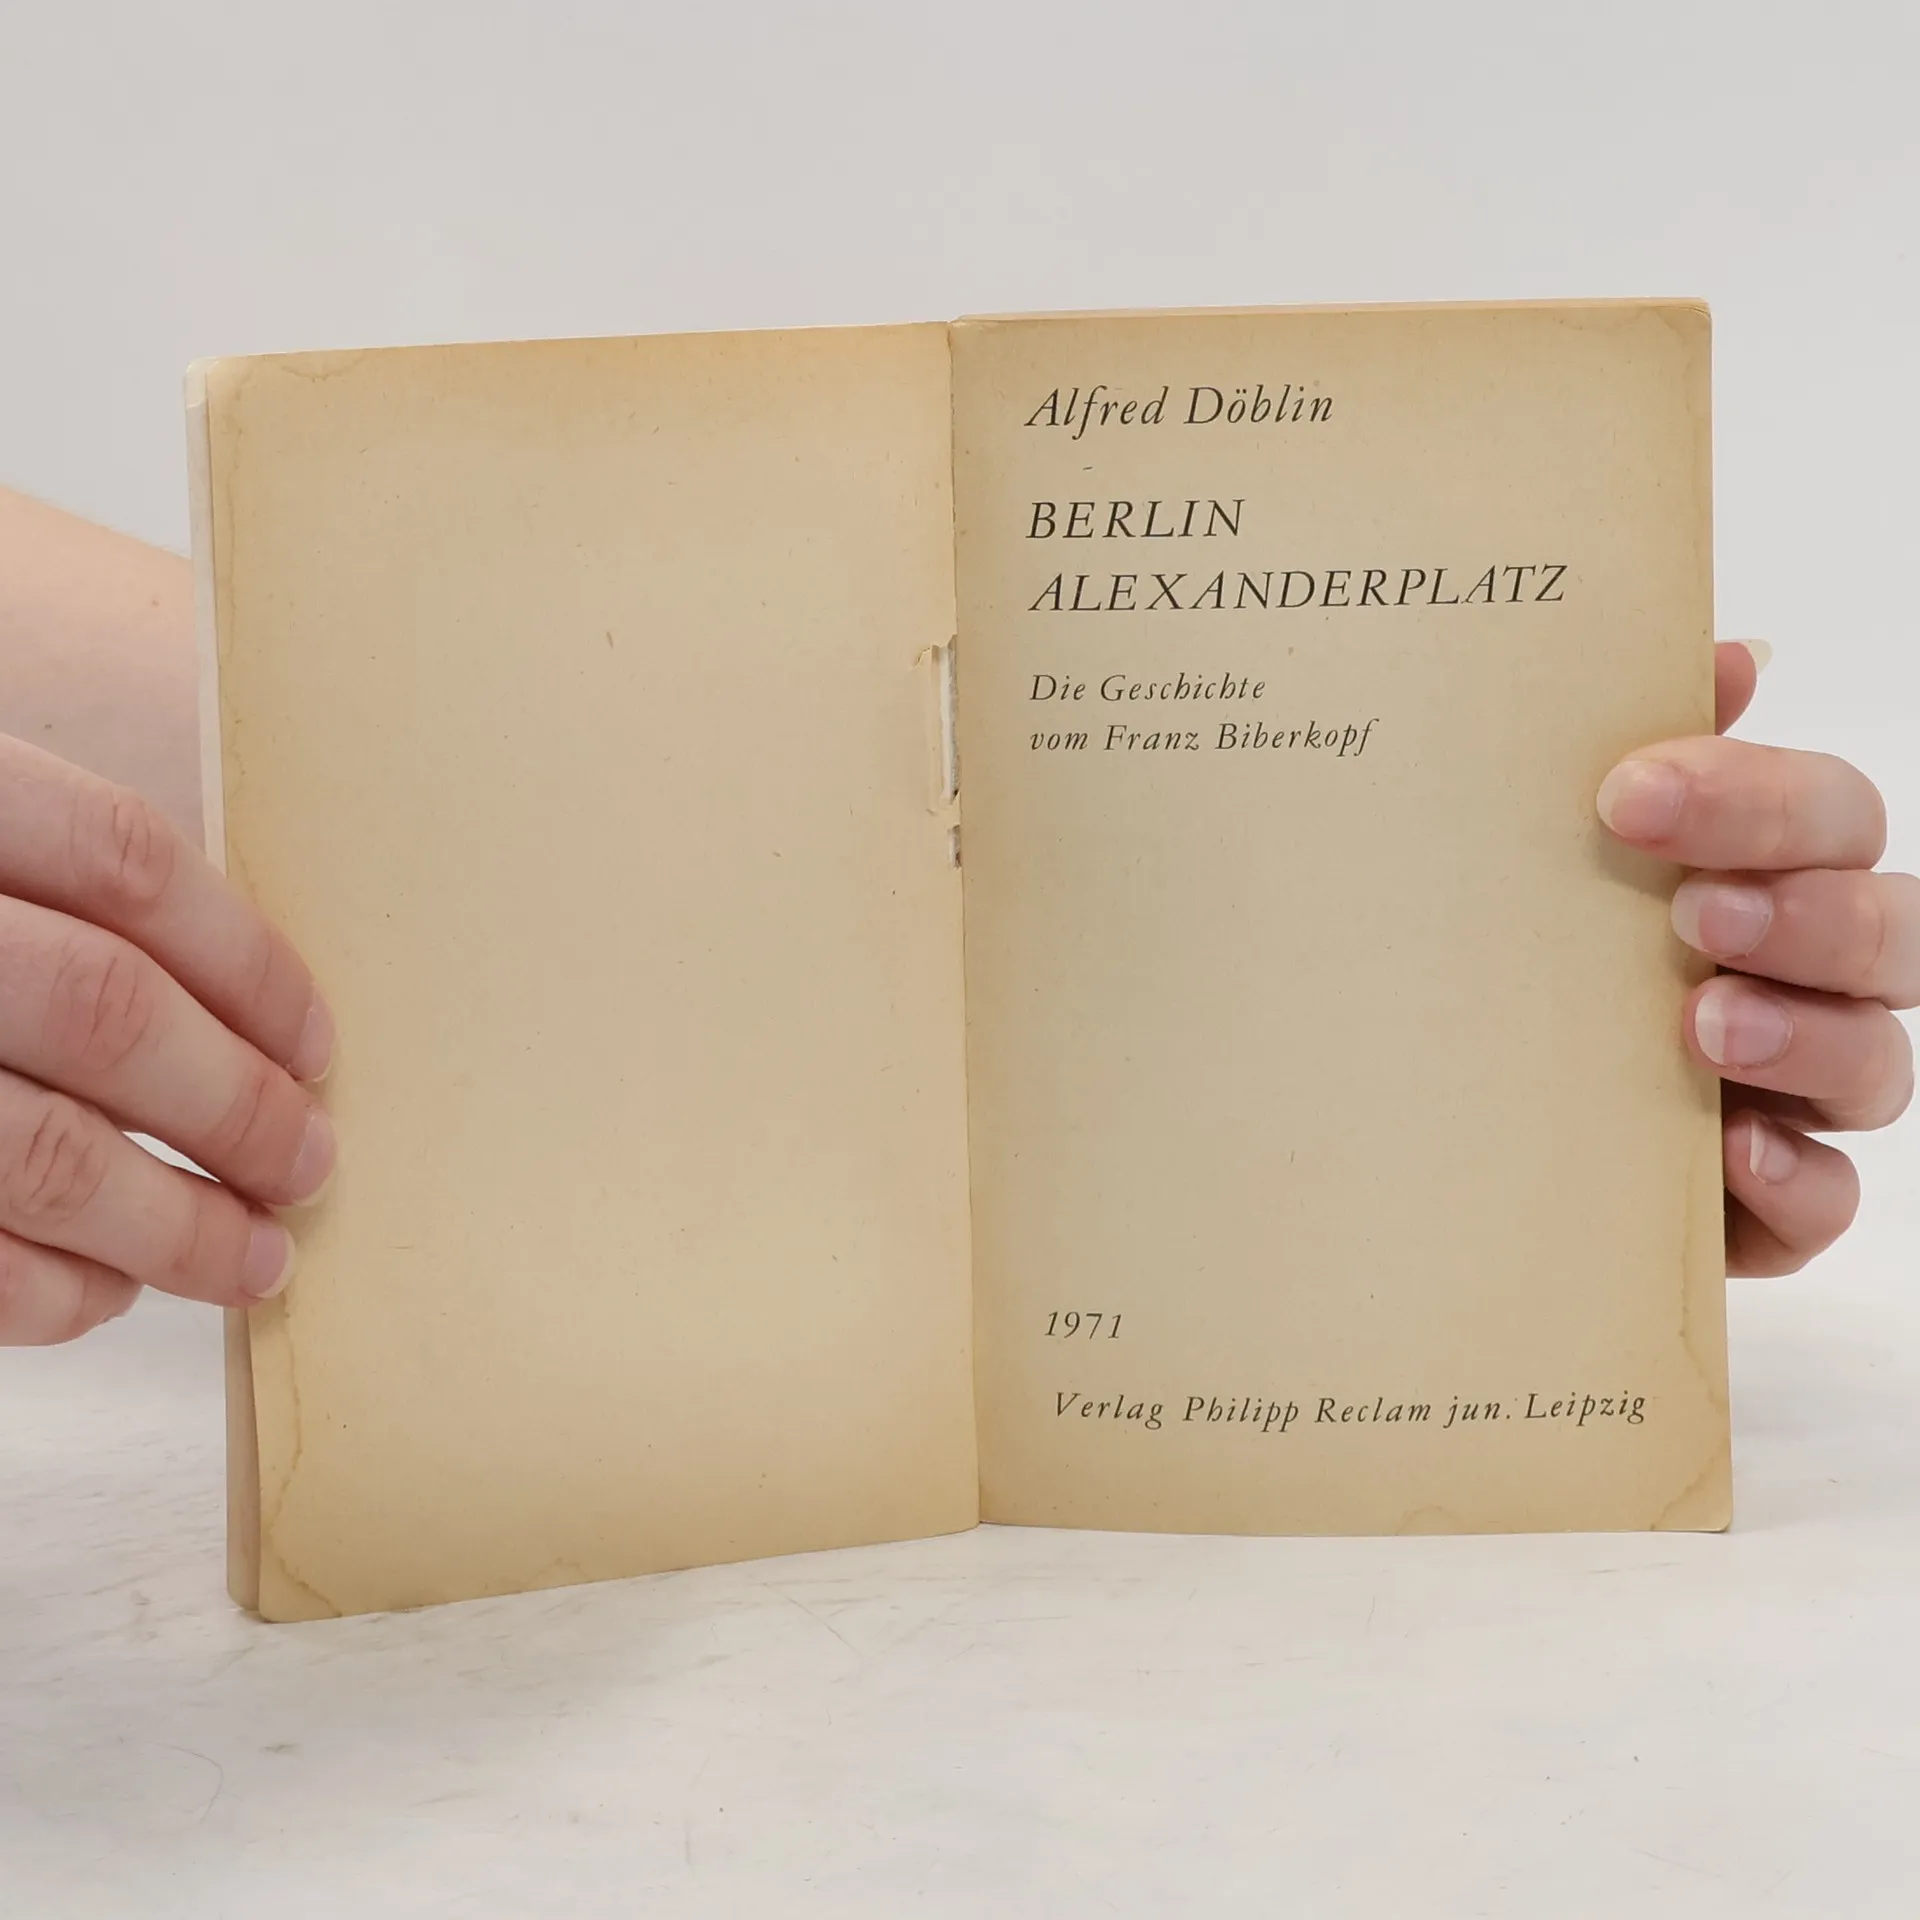 Alfred Döblin
BERLIN
ALEXANDERPLATZ
Die Geschichte
vom Franz Biberkopf
1971
Verlag Philipp Reclam jun. Leipzig